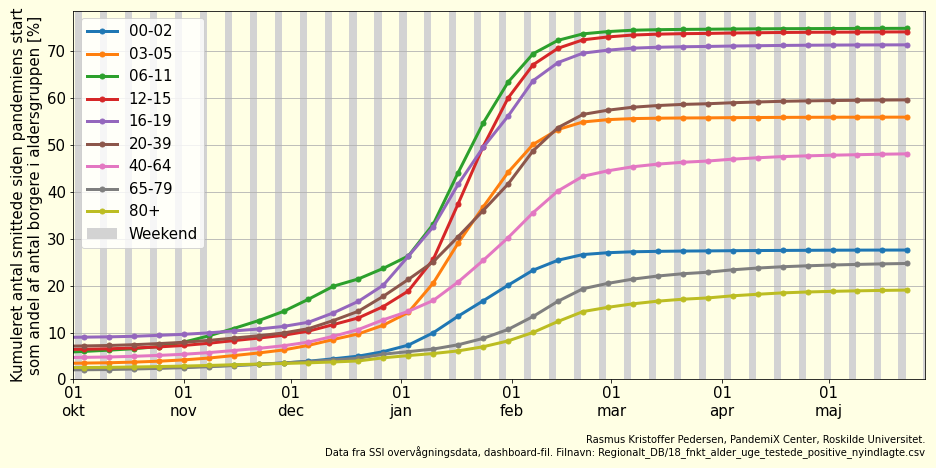 Kumuleret antal smittede siden pandemiens start
som andel af antal borgere i aldersgruppen [%]
70
60
50
40
30
20
10
0
00-02
03-05
06-11
12-15
16-19
20-39
40-64
65-79
80+
Weekend
01 01 01 01 01 01 01 01
okt nov dec jan feb mar apr maj
Rasmus Kristoffer Pedersen, PandemiX Center, Roskilde Universitet.
Data fra SSI overvågningsdata, dashboard-fil. Filnavn: Regionalt_DB/18_fnkt_alder_uge_testede_positive_nyindlagte.csv